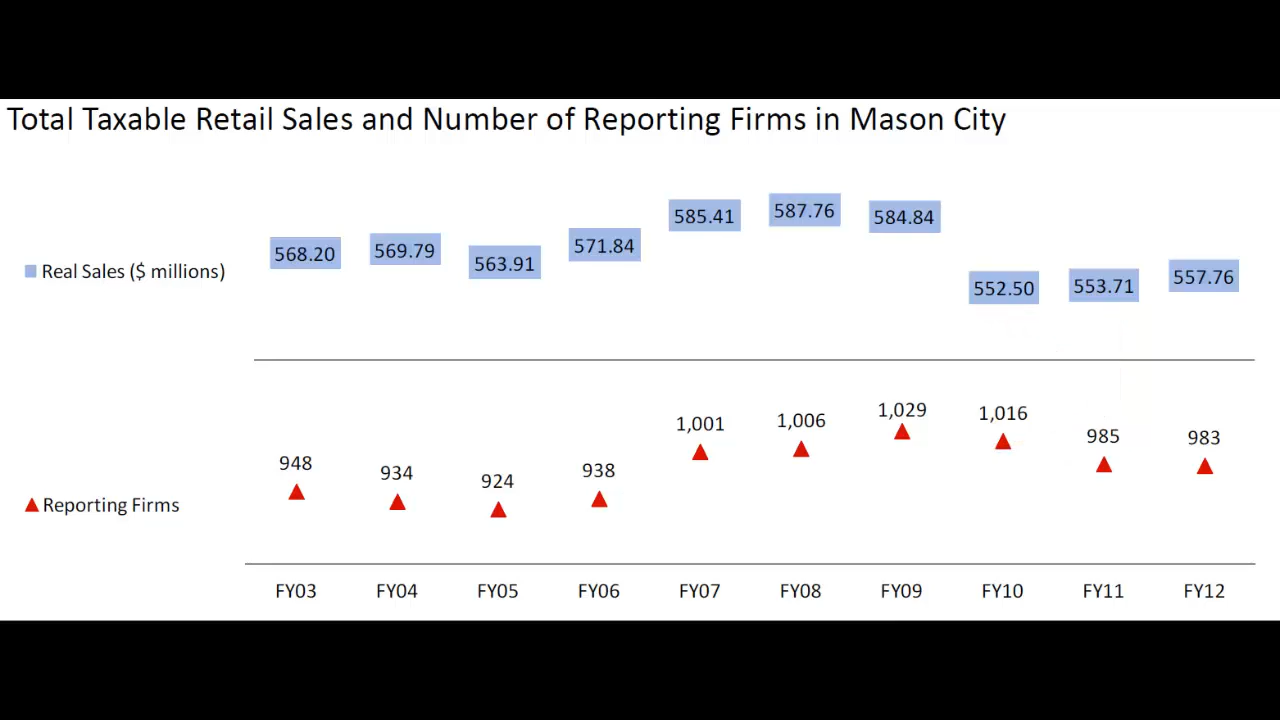 Total Taxable Retail Sales and Number of Reporting Firms in Mason City
Real Sales ($ millions)
568.20 569.79 563.91 571.84 585.41 587.76 584.84 552.50 553.71 557.76
Reporting Firms
948 934 924 938 1,001 1,006 1,029 1,016 985 983
FY03 FY04 FY05 FY06 FY07 FY08 FY09 FY10 FY11 FY12